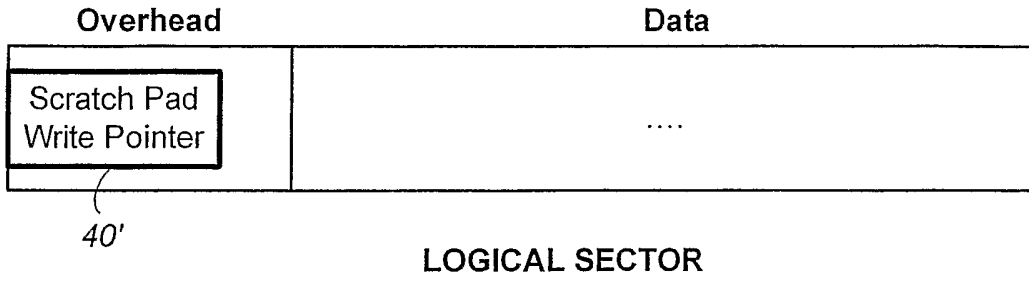 Overhead Data
Scratch Pad
Write Pointer
....
40'
LOGICAL SECTOR